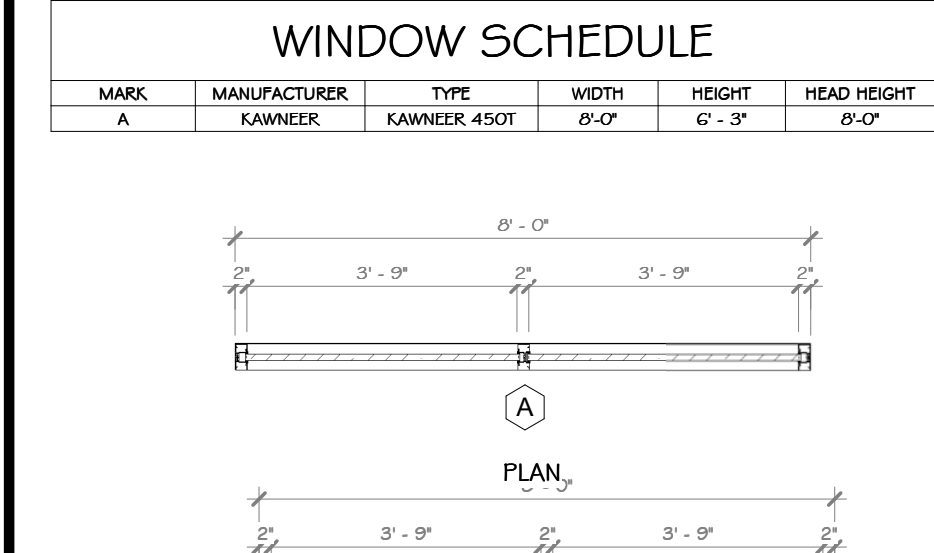 WINDOW SCHEDULE
MARK MANUFACTURER TYPE WIDTH HEIGHT HEAD HEIGHT
A KAWNEER KAWNEER 450T 8'-0" 6' - 3" 8'-0"
8' - 0"
2" 3' - 9" 2" 3' - 9" 2"
A
PLAN
2" 3' - 9" 2" 3' - 9" 2"